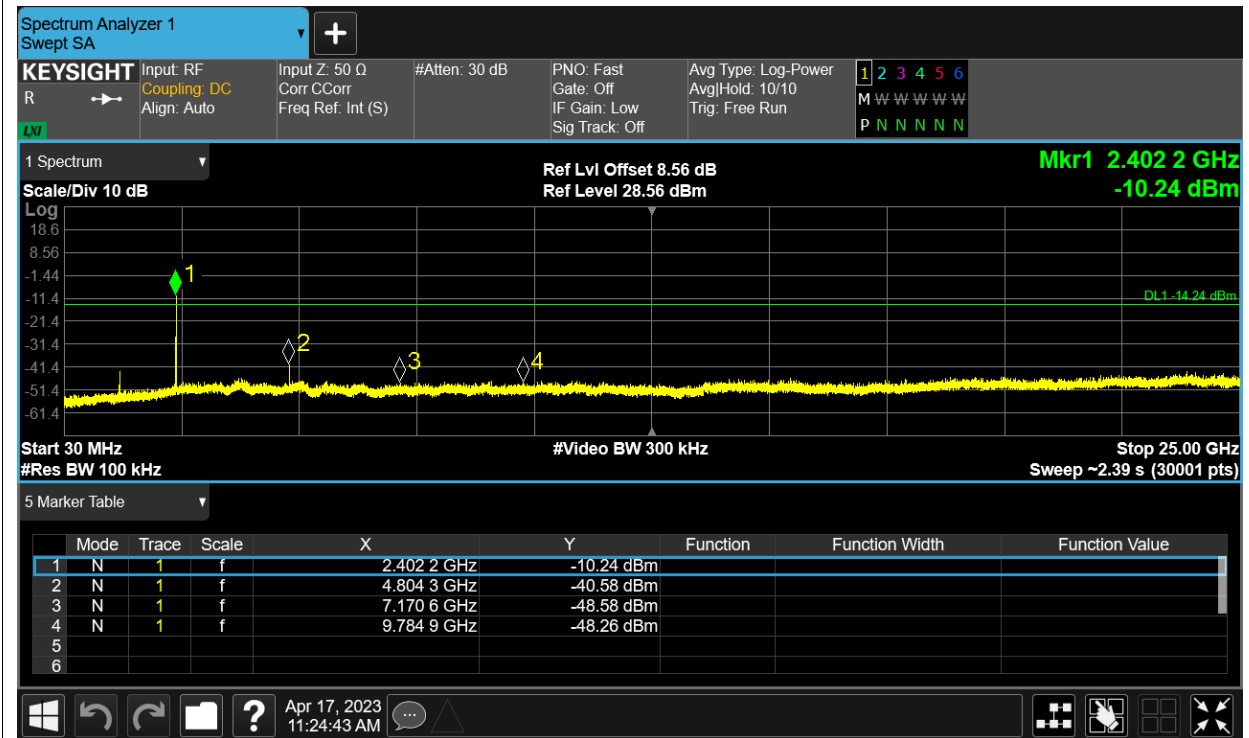 Spectrum Analyzer 1
Swept SA
KEYSIGHT
R
LXI
Input: RF
Coupling: DC
Align: Auto
Input Z: 50 Ω
Corr CCorr
Freq Ref: Int (S)
#Atten: 30 dB
PNO: Fast
Gate: Off
IF Gain: Low
Sig Track: Off
Avg Type: Log-Power
Avg|Hold: 10/10
Trig: Free Run
1 2 3 4 5 6
M W W W W W
P N N N N N
1 Spectrum
Scale/Div 10 dB
Ref Lvl Offset 8.56 dB
Ref Level 28.56 dBm
Mkr1 2.402 2 GHz
-10.24 dBm
Log
18.6
8.56
-1.44
-11.4
-21.4
-31.4
-41.4
-51.4
-61.4
1
2
3
4
DL1 -14.24 dBm
Start 30 MHz
#Video BW 300 kHz
Stop 25.00 GHz
#Res BW 100 kHz
Sweep ~2.39 s (30001 pts)
5 Marker Table
Mode Trace Scale X Y Function Function Width Function Value
1 N 1 f 2.402 2 GHz -10.24 dBm
2 N 1 f 4.804 3 GHz -40.58 dBm
3 N 1 f 7.170 6 GHz -48.58 dBm
4 N 1 f 9.784 9 GHz -48.26 dBm
5
6
?
Apr 17, 2023
11:24:43 AM